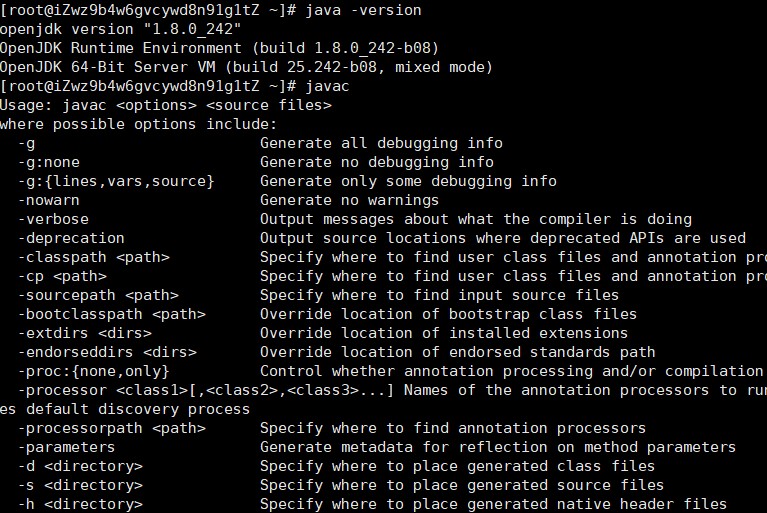 [root@iZwz9b4w6gvcywd8n91g1tZ ~]# java -version
openjdk version "1.8.0_242"
OpenJDK Runtime Environment (build 1.8.0_242-b08)
OpenJDK 64-Bit Server VM (build 25.242-b08, mixed mode)
[root@iZwz9b4w6gvcywd8n91g1tZ ~]# javac
Usage: javac <options> <source files>
where possible options include:
  -g                         Generate all debugging info
  -g:none                    Generate no debugging info
  -g:{lines,vars,source}     Generate only some debugging info
  -nowarn                    Generate no warnings
  -verbose                   Output messages about what the compiler is doing
  -deprecation               Output source locations where deprecated APIs are used
  -classpath <path>          Specify where to find user class files and annotation pro
  -cp <path>                 Specify where to find user class files and annotation pro
  -sourcepath <path>         Specify where to find input source files
  -bootclasspath <path>      Override location of bootstrap class files
  -extdirs <dirs>            Override location of installed extensions
  -endorseddirs <dirs>       Override location of endorsed standards path
  -proc:{none,only}          Control whether annotation processing and/or compilation
  -processor <class1>[,<class2>,<class3>...] Names of the annotation processors to run
es default discovery process
  -processorpath <path>      Specify where to find annotation processors
  -parameters                Generate metadata for reflection on method parameters
  -d <directory>             Specify where to place generated class files
  -s <directory>             Specify where to place generated source files
  -h <directory>             Specify where to place generated native header files